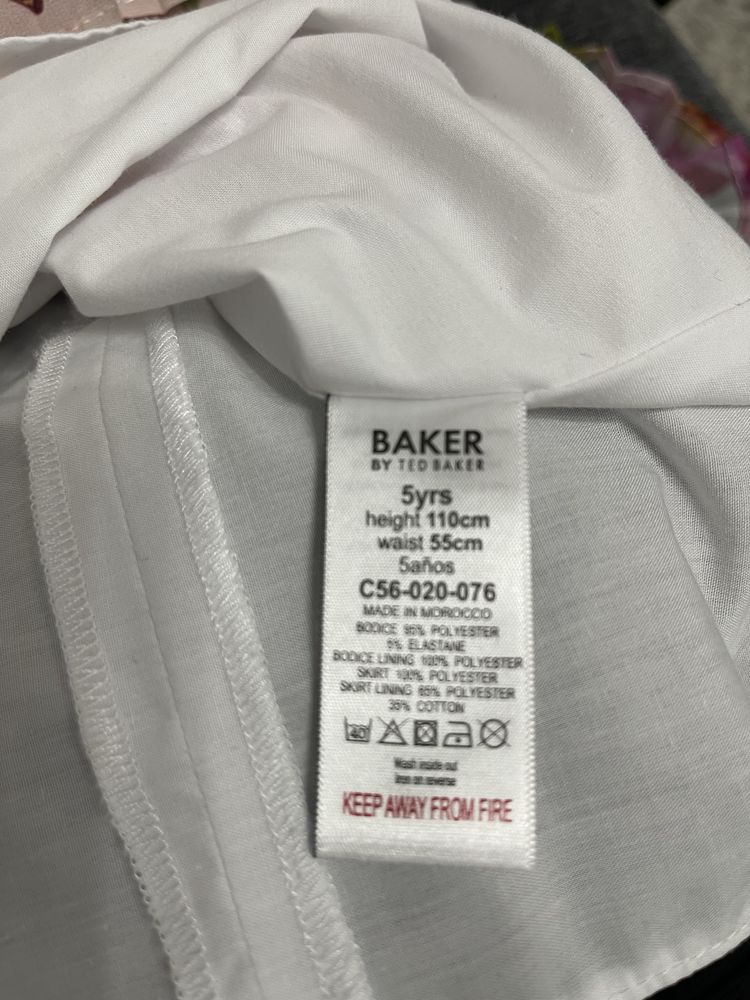 BAKER
BY TED BAKER
5yrs
height 110cm
waist 55cm
5años
C56-020-076
MADE IN MOROCCO
BODICE 95% POLYESTER
5% ELASTANE
BODICE LINING 100% POLYESTER
SKIRT 100% POLYESTER
SKIRT LINING 65% POLYESTER
35% COTTON
40
Wash inside out
Iron on reverse
KEEP AWAY FROM FIRE